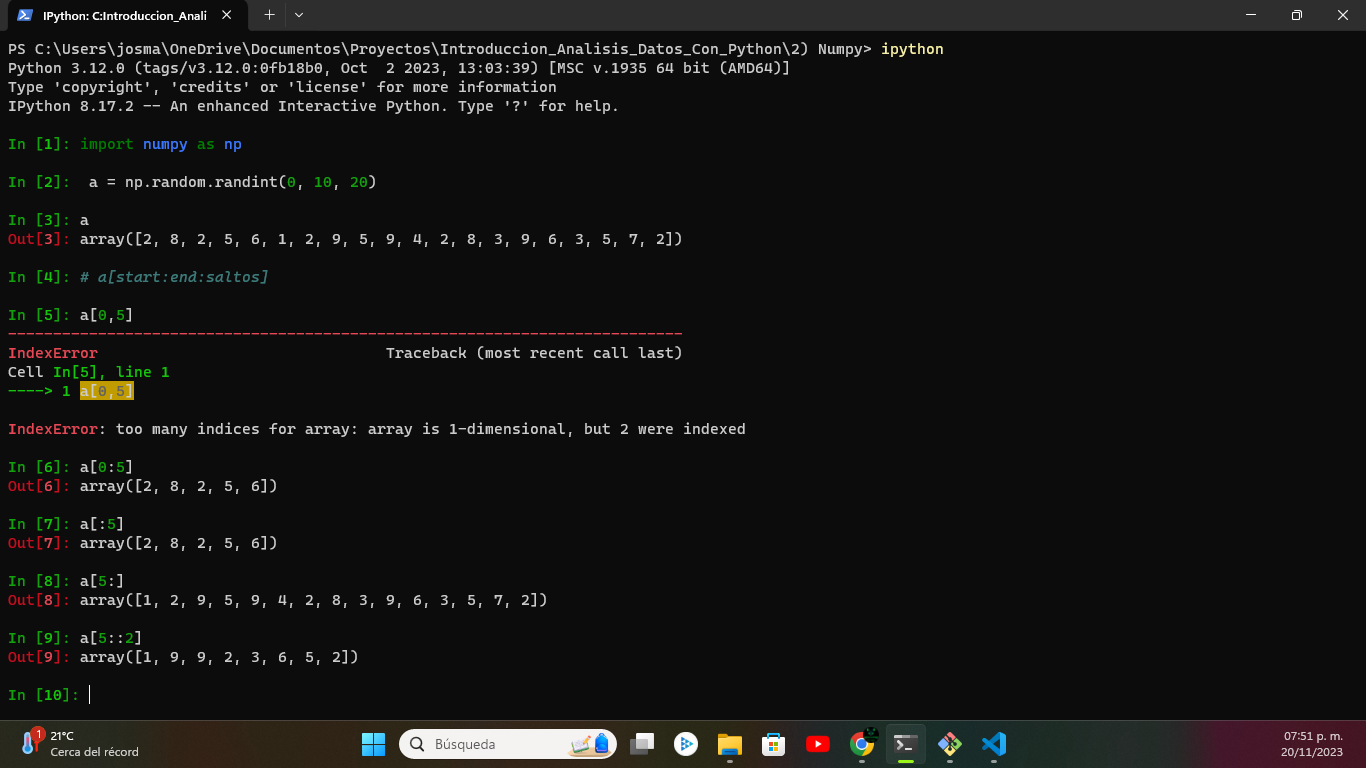 IPython: C:Introduccion_Anali
PS C:\Users\josma\OneDrive\Documentos\Proyectos\Introduccion_Analisis_Datos_Con_Python\2) Numpy> ipython
Python 3.12.0 (tags/v3.12.0:0fb18b0, Oct  2 2023, 13:03:39) [MSC v.1935 64 bit (AMD64)]
Type 'copyright', 'credits' or 'license' for more information
IPython 8.17.2 -- An enhanced Interactive Python. Type '?' for help.
In [1]: import numpy as np
In [2]:  a = np.random.randint(0, 10, 20)
In [3]: a
Out[3]: array([2, 8, 2, 5, 6, 1, 2, 9, 5, 9, 4, 2, 8, 3, 9, 6, 3, 5, 7, 2])
In [4]: # a[start:end:saltos]
In [5]: a[0,5]
---------------------------------------------------------------------------
IndexError                                Traceback (most recent call last)
Cell In[5], line 1
----> 1 a[0,5]
IndexError: too many indices for array: array is 1-dimensional, but 2 were indexed
In [6]: a[0:5]
Out[6]: array([2, 8, 2, 5, 6])
In [7]: a[:5]
Out[7]: array([2, 8, 2, 5, 6])
In [8]: a[5:]
Out[8]: array([1, 2, 9, 5, 9, 4, 2, 8, 3, 9, 6, 3, 5, 7, 2])
In [9]: a[5::2]
Out[9]: array([1, 9, 9, 2, 3, 6, 5, 2])
In [10]:
1
21°C
Cerca del récord
Búsqueda
07:51 p. m.
20/11/2023